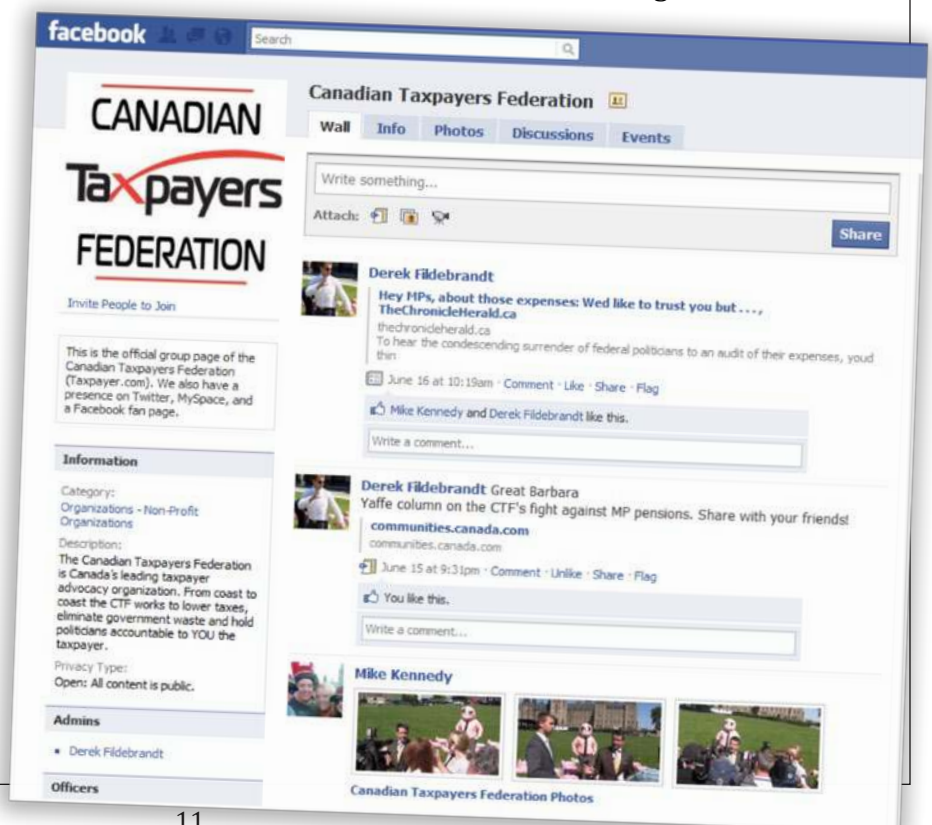 facebook
Search
CANADIAN
Taxpayers
FEDERATION
Invite People to Join
This is the official group page of the
Canadian Taxpayers Federation
(Taxpayer.com). We also have a
presence on Twitter, MySpace, and
a Facebook fan page.
Information
Category:
Organizations - Non-Profit
Organizations
Description:
The Canadian Taxpayers Federation
is Canada's leading taxpayer
advocacy organization. From coast to
coast the CTF works to lower taxes,
eliminate government waste and hold
politicians accountable to YOU the
taxpayer.
Privacy Type:
Open: All content is public.
Admins
Derek Fildebrandt
Officers
Canadian Taxpayers Federation
Wall Info Photos Discussions Events
Write something...
Attach:
Share
Derek Fildebrandt
Hey MPs, about those expenses: Wed like to trust you but . . . ,
TheChronicleHerald.ca
thechronicleherald.ca
To hear the condescending surrender of federal politicians to an audit of their expenses, youd
thin
June 16 at 10:19am · Comment · Like · Share · Flag
Mike Kennedy and Derek Fildebrandt like this.
Write a comment...
Derek Fildebrandt Great Barbara
Yaffe column on the CTF's fight against MP pensions. Share with your friends!
communities.canada.com
communities.canada.com
June 15 at 9:31pm · Comment · Unlike · Share · Flag
You like this.
Write a comment...
Mike Kennedy
Canadian Taxpayers Federation Photos
11